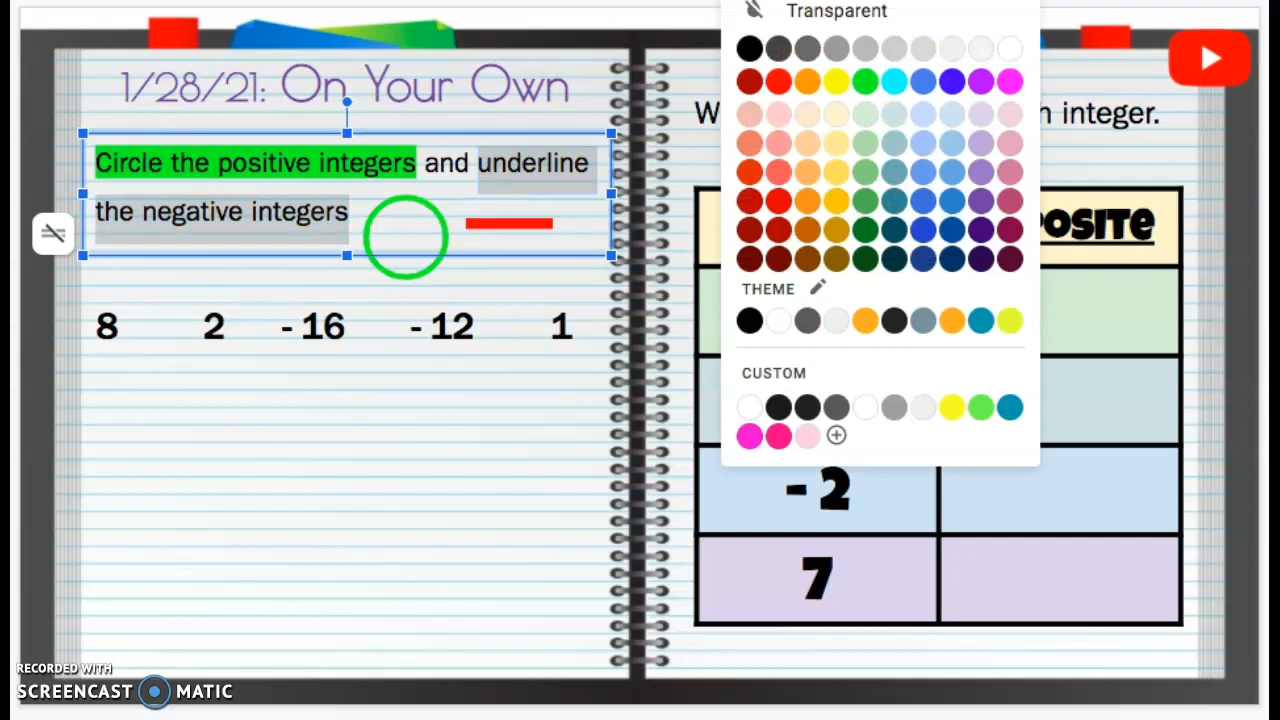 Transparent
1/28/21: On Your Own
W
h integer.
Circle the positive integers and underline
the negative integers
8 2 - 16 - 12 1
OSITE
THEME
CUSTOM
- 2
7
RECORDED WITH
SCREENCAST MATIC